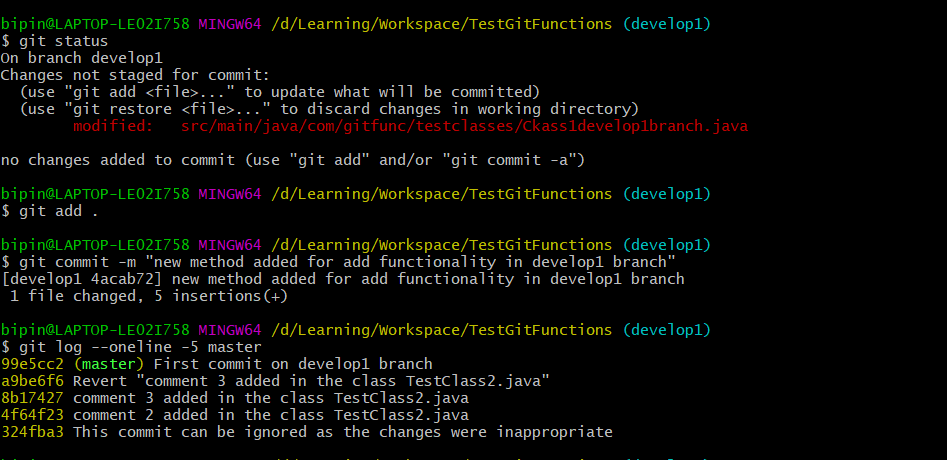 bipin@LAPTOP-LE02I758 MINGW64 /d/Learning/Workspace/TestGitFunctions (develop1)
$ git status
On branch develop1
Changes not staged for commit:
  (use "git add <file>..." to update what will be committed)
  (use "git restore <file>..." to discard changes in working directory)
        modified:   src/main/java/com/gitfunc/testclasses/Ckass1develop1branch.java
no changes added to commit (use "git add" and/or "git commit -a")
bipin@LAPTOP-LE02I758 MINGW64 /d/Learning/Workspace/TestGitFunctions (develop1)
$ git add .
bipin@LAPTOP-LE02I758 MINGW64 /d/Learning/Workspace/TestGitFunctions (develop1)
$ git commit -m "new method added for add functionality in develop1 branch"
[develop1 4acab72] new method added for add functionality in develop1 branch
 1 file changed, 5 insertions(+)
bipin@LAPTOP-LE02I758 MINGW64 /d/Learning/Workspace/TestGitFunctions (develop1)
$ git log --oneline -5 master
99e5cc2 (master) First commit on develop1 branch
a9be6f6 Revert "comment 3 added in the class TestClass2.java"
8b17427 comment 3 added in the class TestClass2.java
4f64f23 comment 2 added in the class TestClass2.java
324fba3 This commit can be ignored as the changes were inappropriate